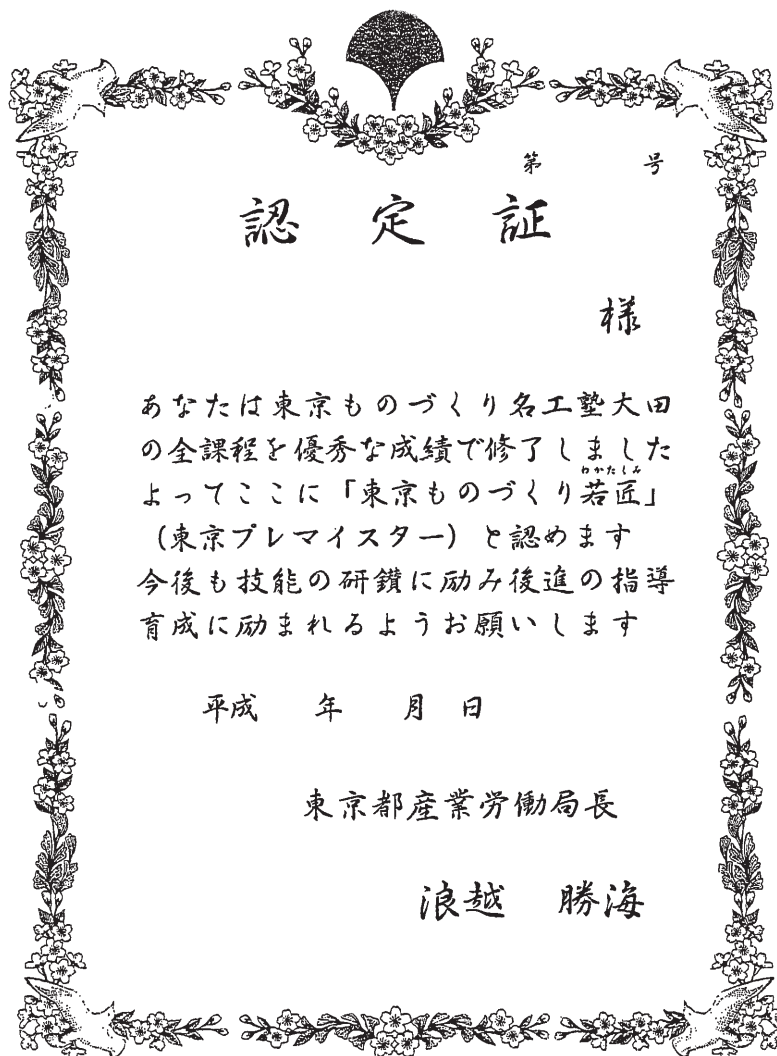 第　　　号
認　定　証
様
あなたは東京ものづくり名工塾大田
の全課程を優秀な成績で修了しました
わかたしみ
よってここに「東京ものづくり若匠」
（東京プレマイスター）と認めます
今後も技能の研鑽に励み後進の指導
育成に励まれるようお願いします
平成　　年　　月　日
東京都産業労働局長
浪越　勝海